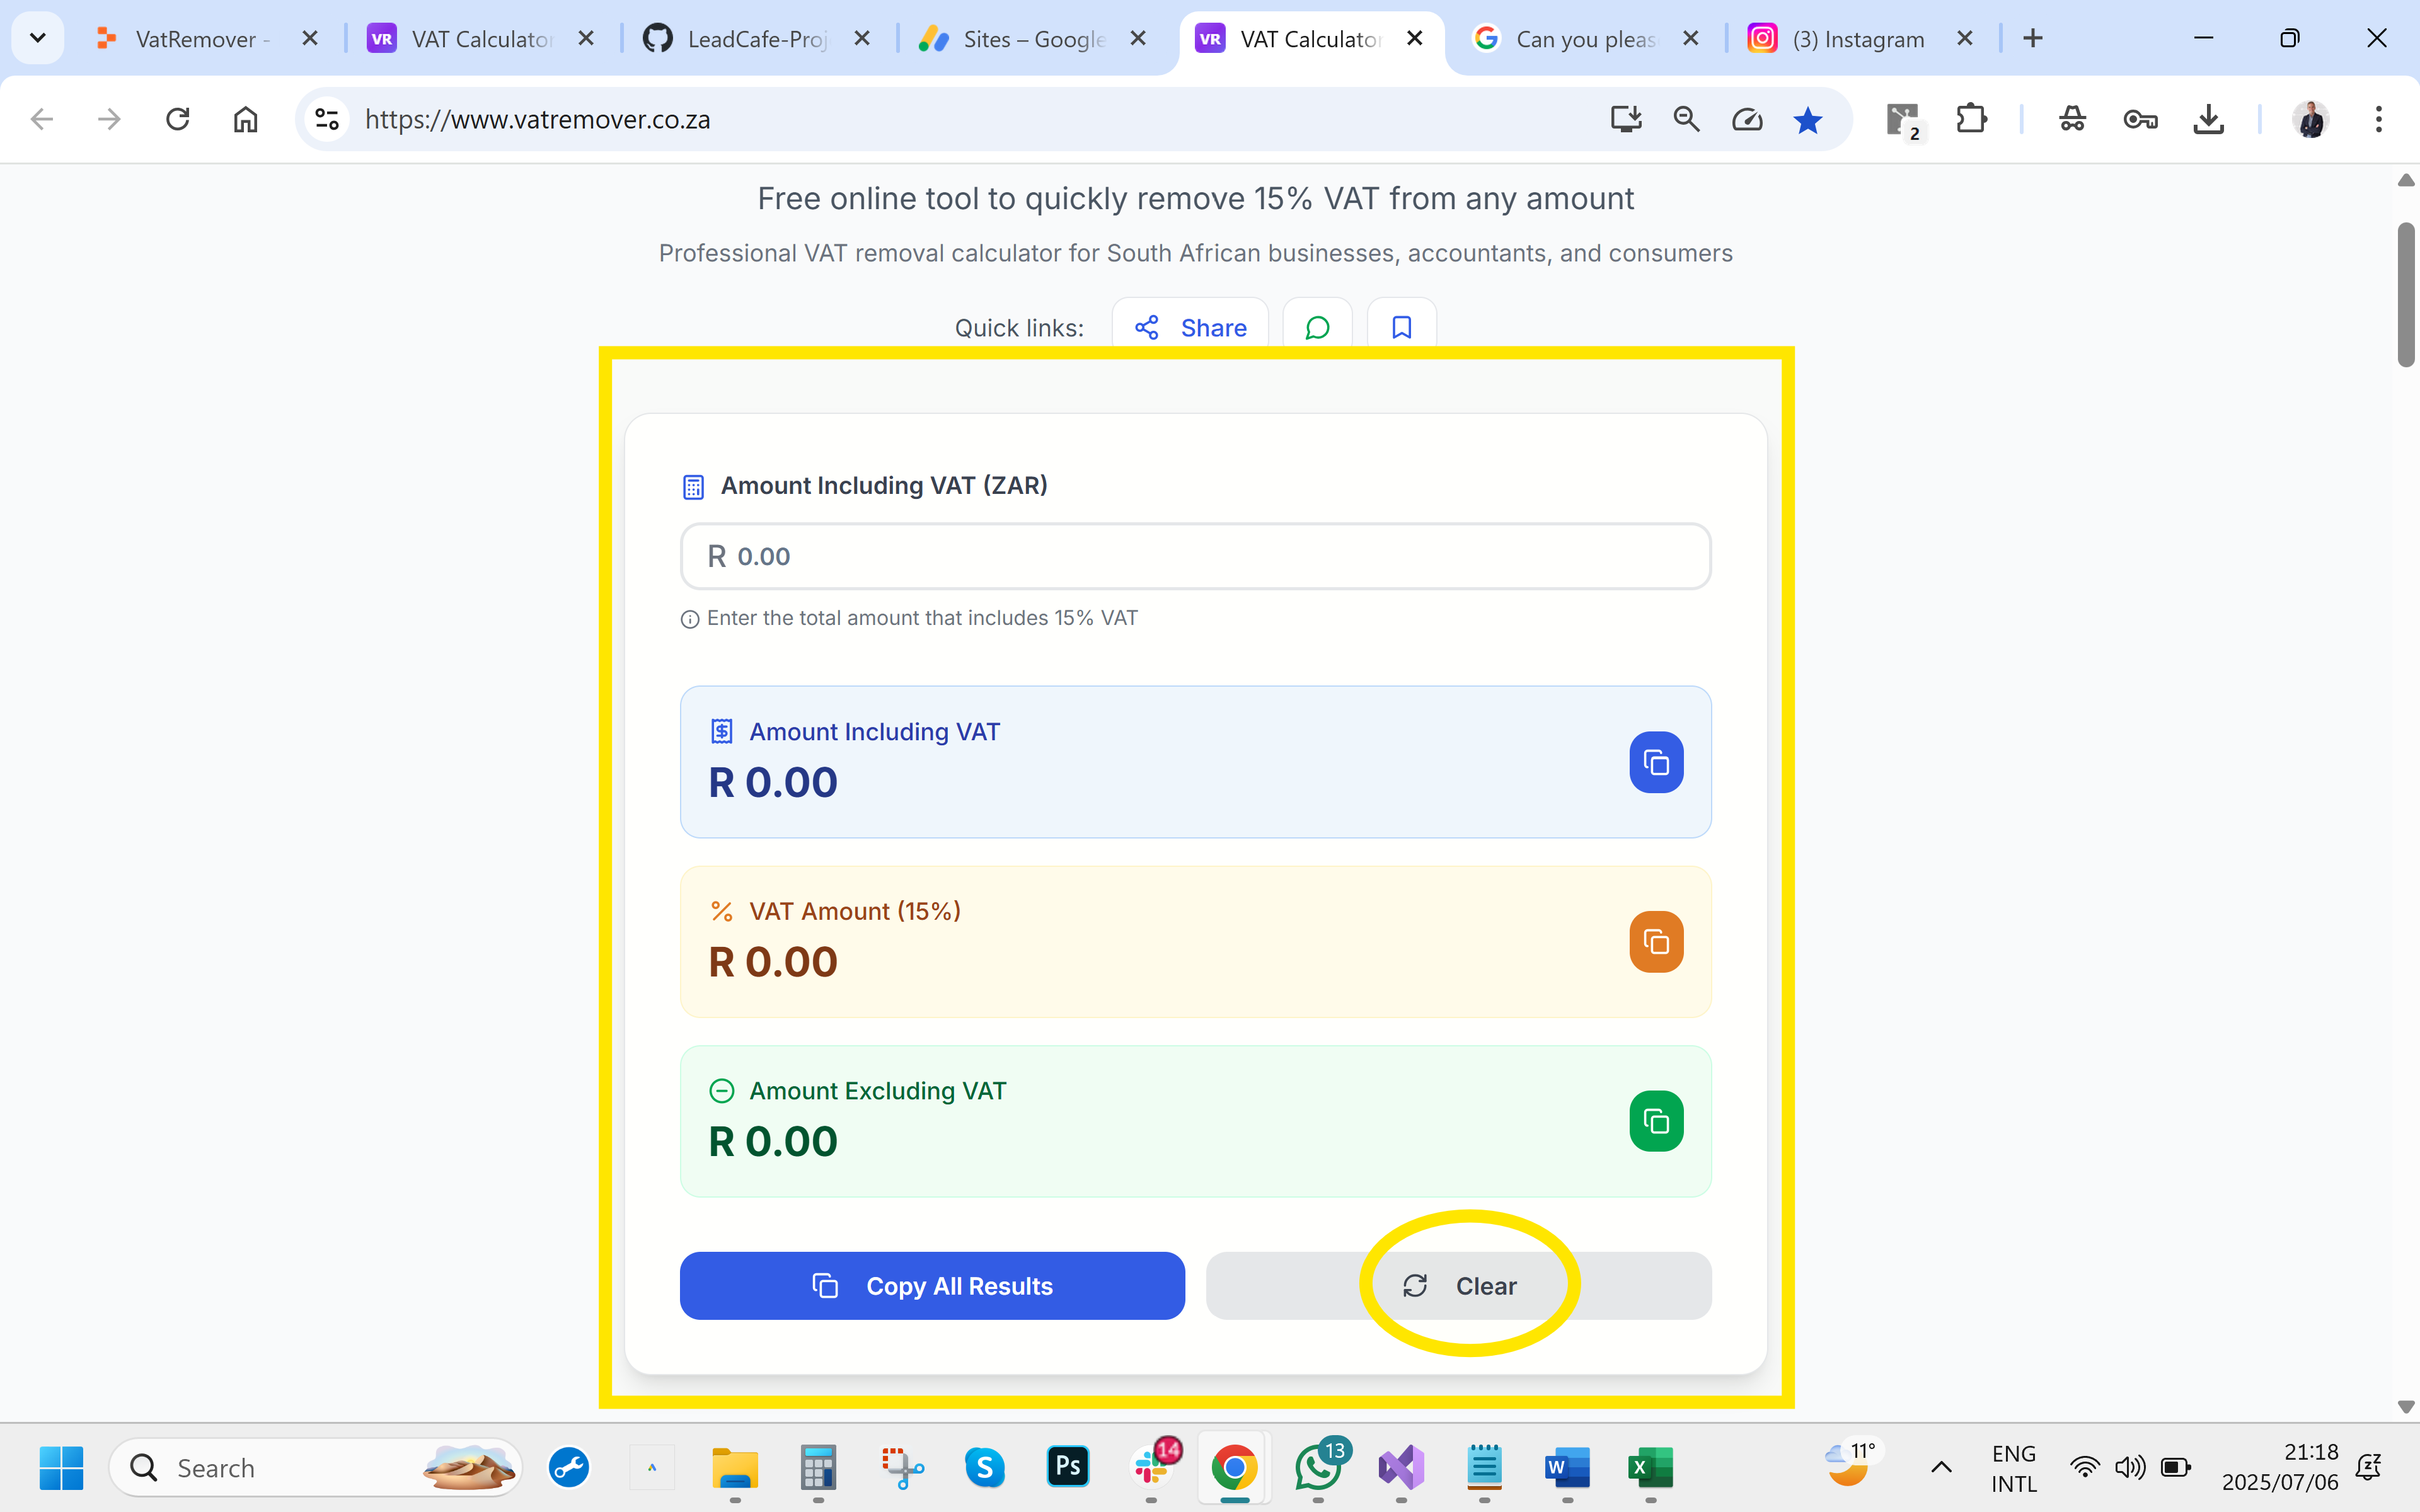 VatRemover -
VR VAT Calculator
LeadCafe-Proj
Sites – Google
VR VAT Calculator
Can you pleas
(3) Instagram
https://www.vatremover.co.za
2
Free online tool to quickly remove 15% VAT from any amount
Professional VAT removal calculator for South African businesses, accountants, and consumers
Quick links: Share
Amount Including VAT (ZAR)
R 0.00
Enter the total amount that includes 15% VAT
Amount Including VAT
R 0.00
VAT Amount (15%)
R 0.00
Amount Excluding VAT
R 0.00
Copy All Results
Clear
Search
S
Ps
14
13
W
X
11°
ENG
INTL
21:18
2025/07/06